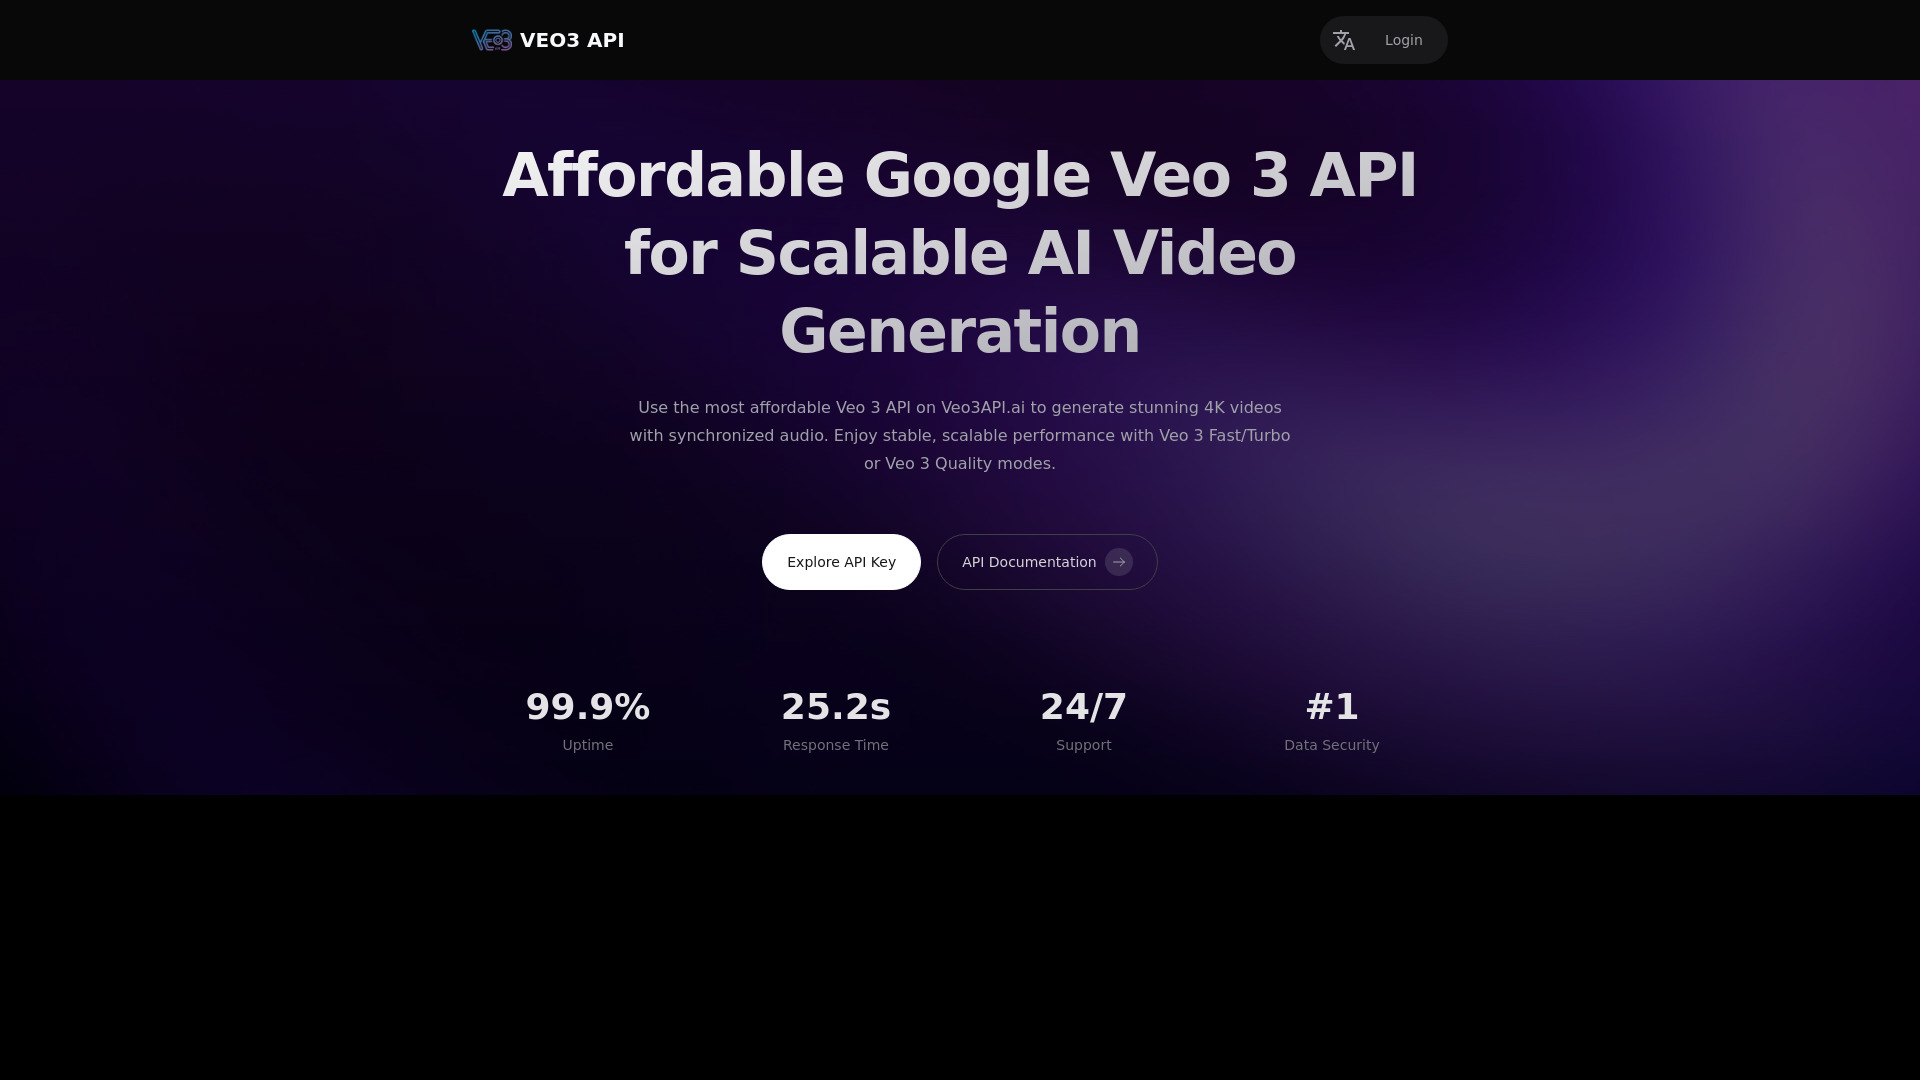 VEO3 VEO3 API
Login
Affordable Google Veo 3 API
for Scalable AI Video
Generation
Use the most affordable Veo 3 API on Veo3API.ai to generate stunning 4K videos
with synchronized audio. Enjoy stable, scalable performance with Veo 3 Fast/Turbo
or Veo 3 Quality modes.
Explore API Key
API Documentation
99.9%
25.2s
24/7
#1
Uptime
Response Time
Support
Data Security